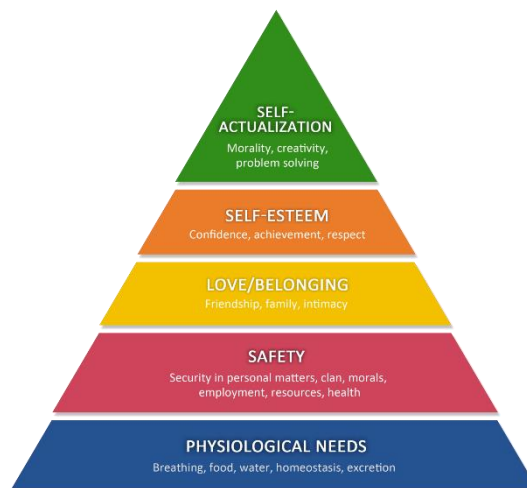 SELF-
ACTUALIZATION
Morality, creativity,
problem solving
SELF-ESTEEM
Confidence, achievement, respect
LOVE/BELONGING
Friendship, family, intimacy
SAFETY
Security in personal matters, clan, morals,
employment, resources, health
PHYSIOLOGICAL NEEDS
Breathing, food, water, homeostasis, excretion